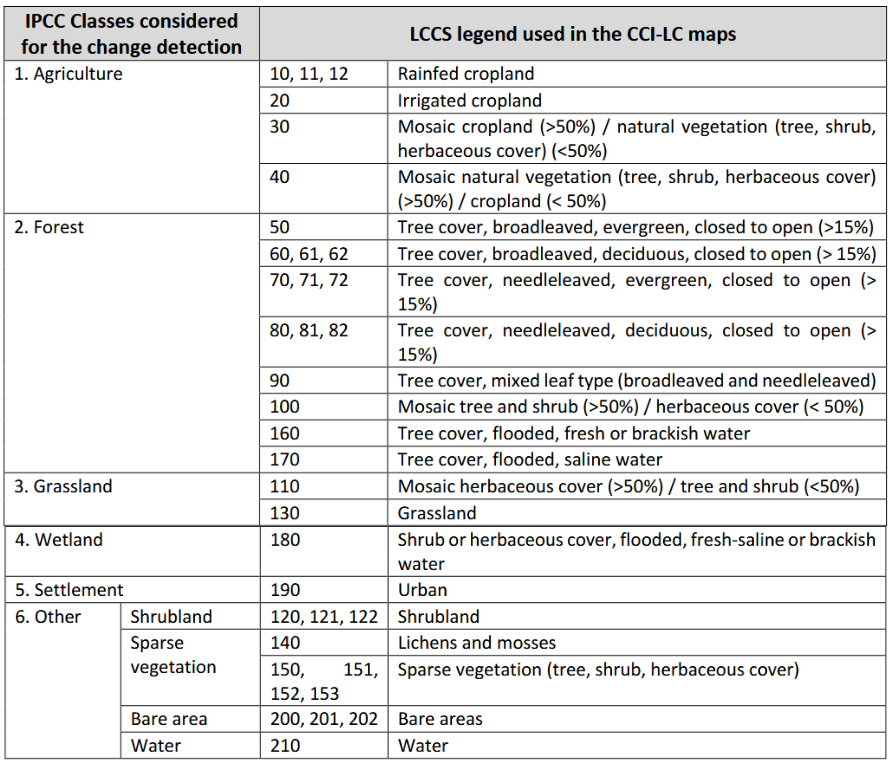 IPCC Classes considered
for the change detection
LCCS legend used in the CCI-LC maps
1. Agriculture
10, 11, 12
Rainfed cropland
20
Irrigated cropland
30
Mosaic cropland (>50%) / natural vegetation (tree, shrub,
herbaceous cover) (<50%)
40
Mosaic natural vegetation (tree, shrub, herbaceous cover)
(>50%) / cropland (< 50%)
2. Forest
50
Tree cover, broadleaved, evergreen, closed to open (>15%)
60, 61, 62
Tree cover, broadleaved, deciduous, closed to open (> 15%)
70, 71, 72
Tree cover, needleleaved, evergreen, closed to open (>
15%)
80, 81, 82
Tree cover, needleleaved, deciduous, closed to open (>
15%)
90
Tree cover, mixed leaf type (broadleaved and needleleaved)
100
Mosaic tree and shrub (>50%) / herbaceous cover (< 50%)
160
Tree cover, flooded, fresh or brackish water
170
Tree cover, flooded, saline water
3. Grassland
110
Mosaic herbaceous cover (>50%) / tree and shrub (<50%)
130
Grassland
4. Wetland
180
Shrub or herbaceous cover, flooded, fresh-saline or brackish
water
5. Settlement
190
Urban
6. Other
Shrubland
120, 121, 122
Shrubland
Sparse
vegetation
140
Lichens and mosses
150, 151,
152, 153
Sparse vegetation (tree, shrub, herbaceous cover)
Bare area
200, 201, 202
Bare areas
Water
210
Water